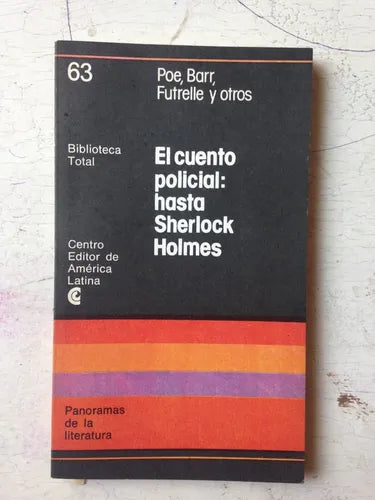 63
Poe, Barr,
Futrelle y otros
Biblioteca
Total
El cuento
policial:
hasta
Sherlock
Holmes
Centro
Editor de
América
Latina
Panoramas
de la
literatura